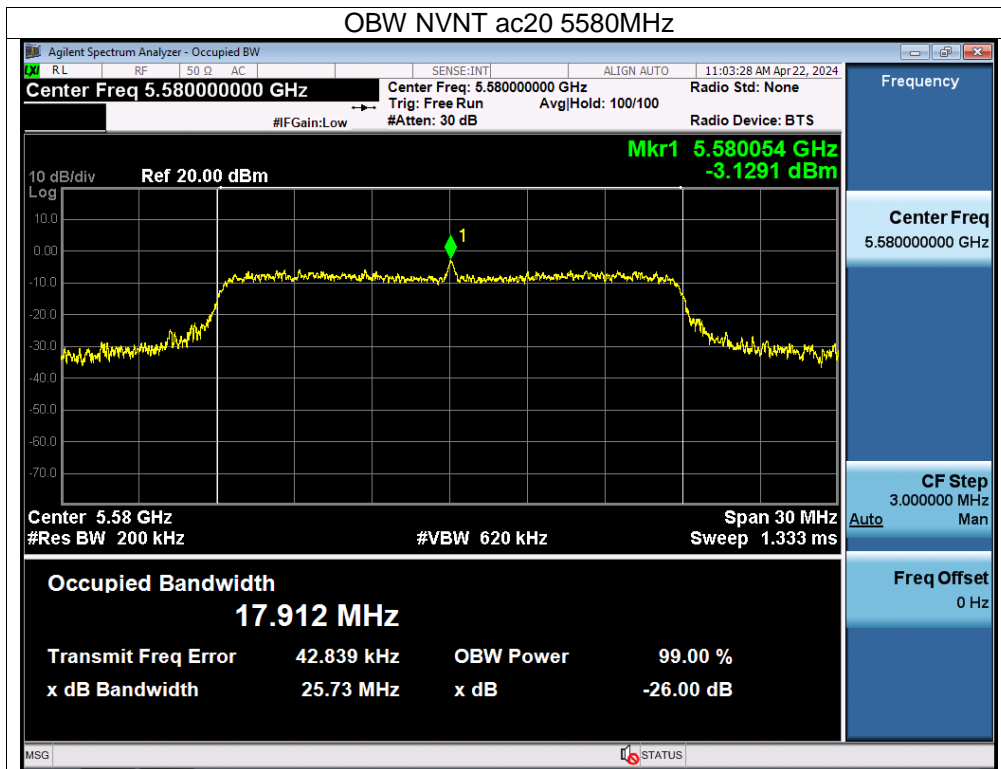 OBW NVNT ac20 5580MHz
Agilent Spectrum Analyzer - Occupied BW
LXI RL RF 50 Ω AC SENSE:INT ALIGN AUTO 11:03:28 AM Apr 22, 2024
Center Freq 5.580000000 GHz
Center Freq: 5.580000000 GHz
Radio Std: None
Trig: Free Run Avg|Hold: 100/100
#IFGain:Low #Atten: 30 dB Radio Device: BTS
Mkr1 5.580054 GHz
-3.1291 dBm
10 dB/div Ref 20.00 dBm
Log
10.0
1
0.00
-10.0
-20.0
-30.0
-40.0
-50.0
-60.0
-70.0
Center 5.58 GHz Span 30 MHz
#Res BW 200 kHz #VBW 620 kHz Sweep 1.333 ms
Occupied Bandwidth
17.912 MHz
Transmit Freq Error 42.839 kHz OBW Power 99.00 %
x dB Bandwidth 25.73 MHz x dB -26.00 dB
Frequency
Center Freq
5.580000000 GHz
CF Step
3.000000 MHz
Auto Man
Freq Offset
0 Hz
MSG STATUS